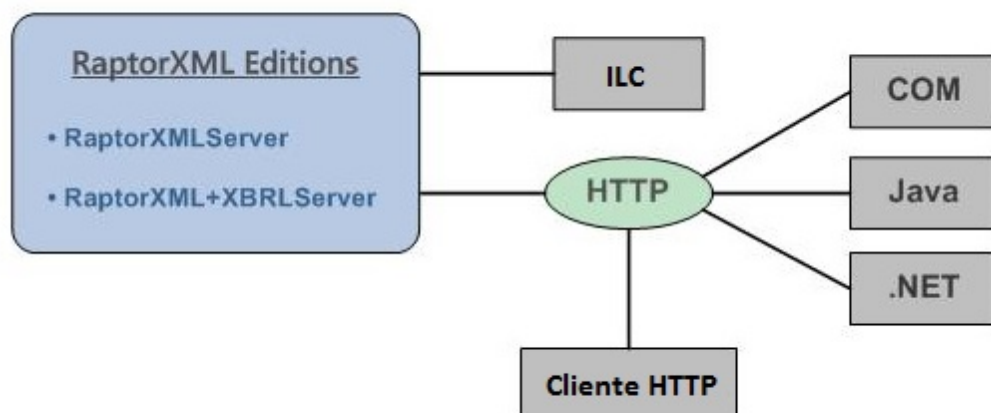 RaptorXML Editions
• RaptorXMLServer
• RaptorXML+XBRLServer
ILC
HTTP
COM
Java
.NET
Cliente HTTP